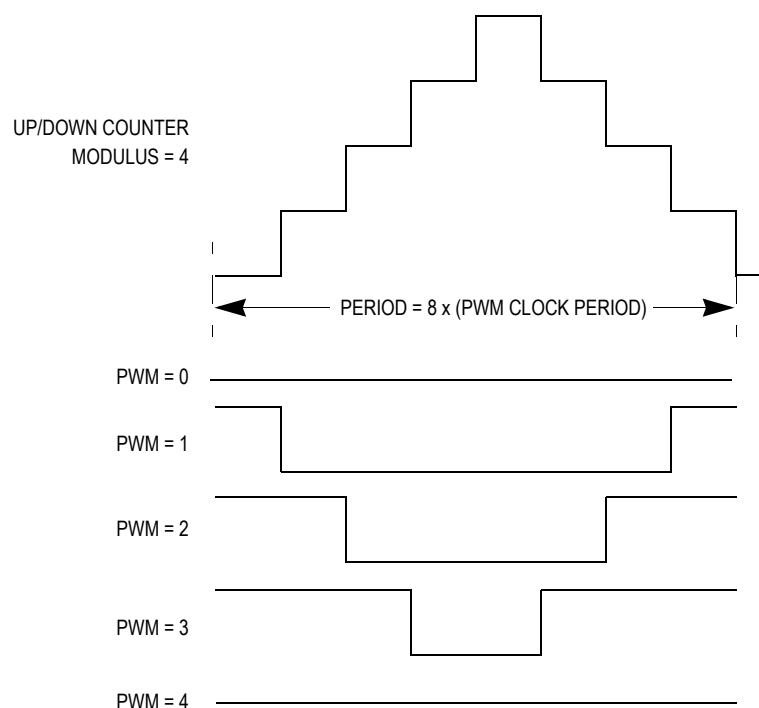 UP/DOWN COUNTER
MODULUS = 4
PERIOD = 8 x (PWM CLOCK PERIOD)
PWM = 0
PWM = 1
PWM = 2
PWM = 3
PWM = 4